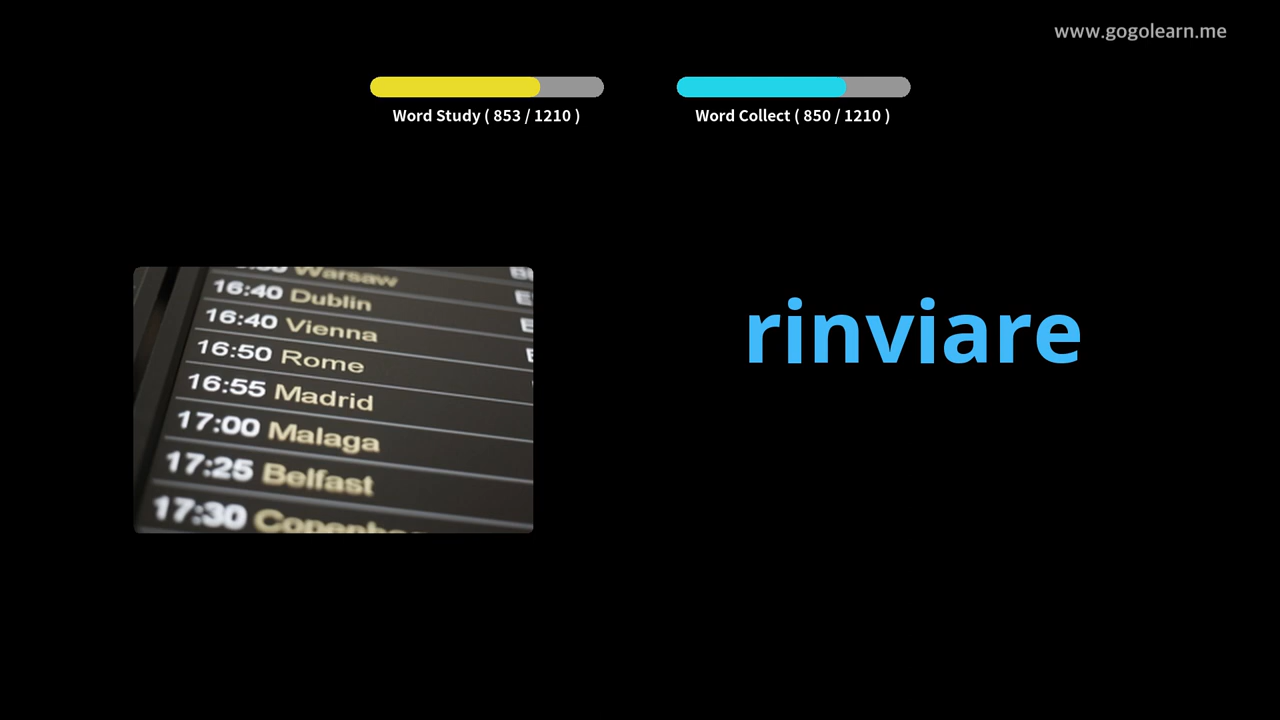 www.gogolearn.me
Word Study ( 853 / 1210 )
Word Collect ( 850 / 1210 )
Warsaw
16:40 Dublin
16:40 Vienna
16:50 Rome
16:55 Madrid
17:00 Malaga
17:25 Belfast
17:30
rinviare